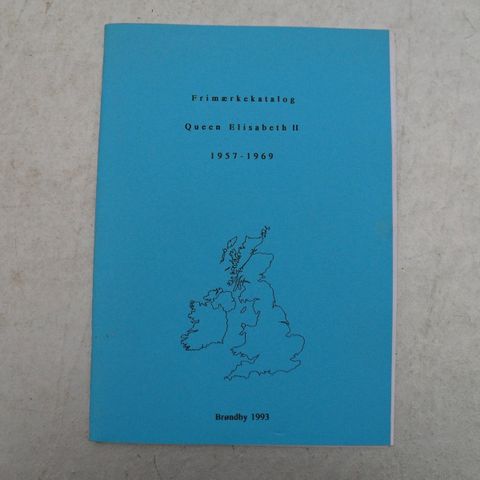 Frimærkekatalog
Queen Elisabeth II
1957-1969
Brøndby 1993